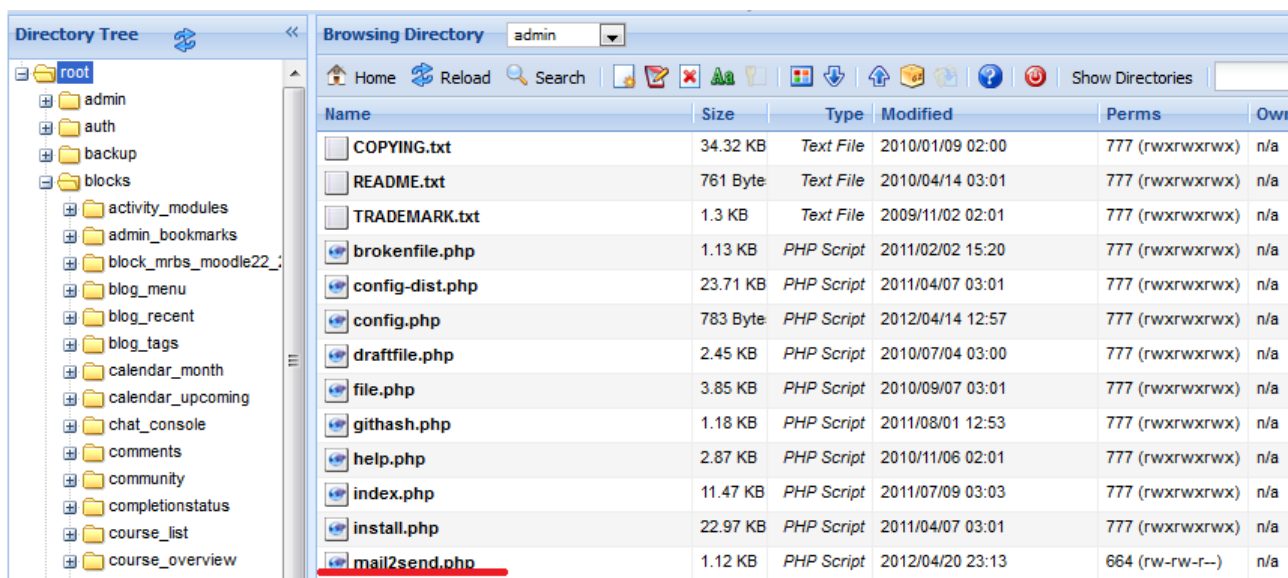 Directory Tree
root
admin
auth
backup
blocks
activity_modules
admin_bookmarks
block_mrbs_moodle22_
blog_menu
blog_recent
blog_tags
calendar_month
calendar_upcoming
chat_console
comments
community
completionstatus
course_list
course_overview
Browsing Directory admin
Home Reload Search Show Directories
Name Size Type Modified Perms
COPYING.txt 34.32 KB Text File 2010/01/09 02:00 777 (rwxrwxrwx) n/a
README.txt 761 Byte Text File 2010/04/14 03:01 777 (rwxrwxrwx) n/a
TRADEMARK.txt 1.3 KB Text File 2009/11/02 02:01 777 (rwxrwxrwx) n/a
brokenfile.php 1.13 KB PHP Script 2011/02/02 15:20 777 (rwxrwxrwx) n/a
config-dist.php 23.71 KB PHP Script 2011/04/07 03:01 777 (rwxrwxrwx) n/a
config.php 783 Byte PHP Script 2012/04/14 12:57 777 (rwxrwxrwx) n/a
draftfile.php 2.45 KB PHP Script 2010/07/04 03:00 777 (rwxrwxrwx) n/a
file.php 3.85 KB PHP Script 2010/09/07 03:01 777 (rwxrwxrwx) n/a
githash.php 1.18 KB PHP Script 2011/08/01 12:53 777 (rwxrwxrwx) n/a
help.php 2.87 KB PHP Script 2010/11/06 02:01 777 (rwxrwxrwx) n/a
index.php 11.47 KB PHP Script 2011/07/09 03:03 777 (rwxrwxrwx) n/a
install.php 22.97 KB PHP Script 2011/04/07 03:01 777 (rwxrwxrwx) n/a
mail2send.php 1.12 KB PHP Script 2012/04/20 23:13 664 (rw-rw-r--) n/a